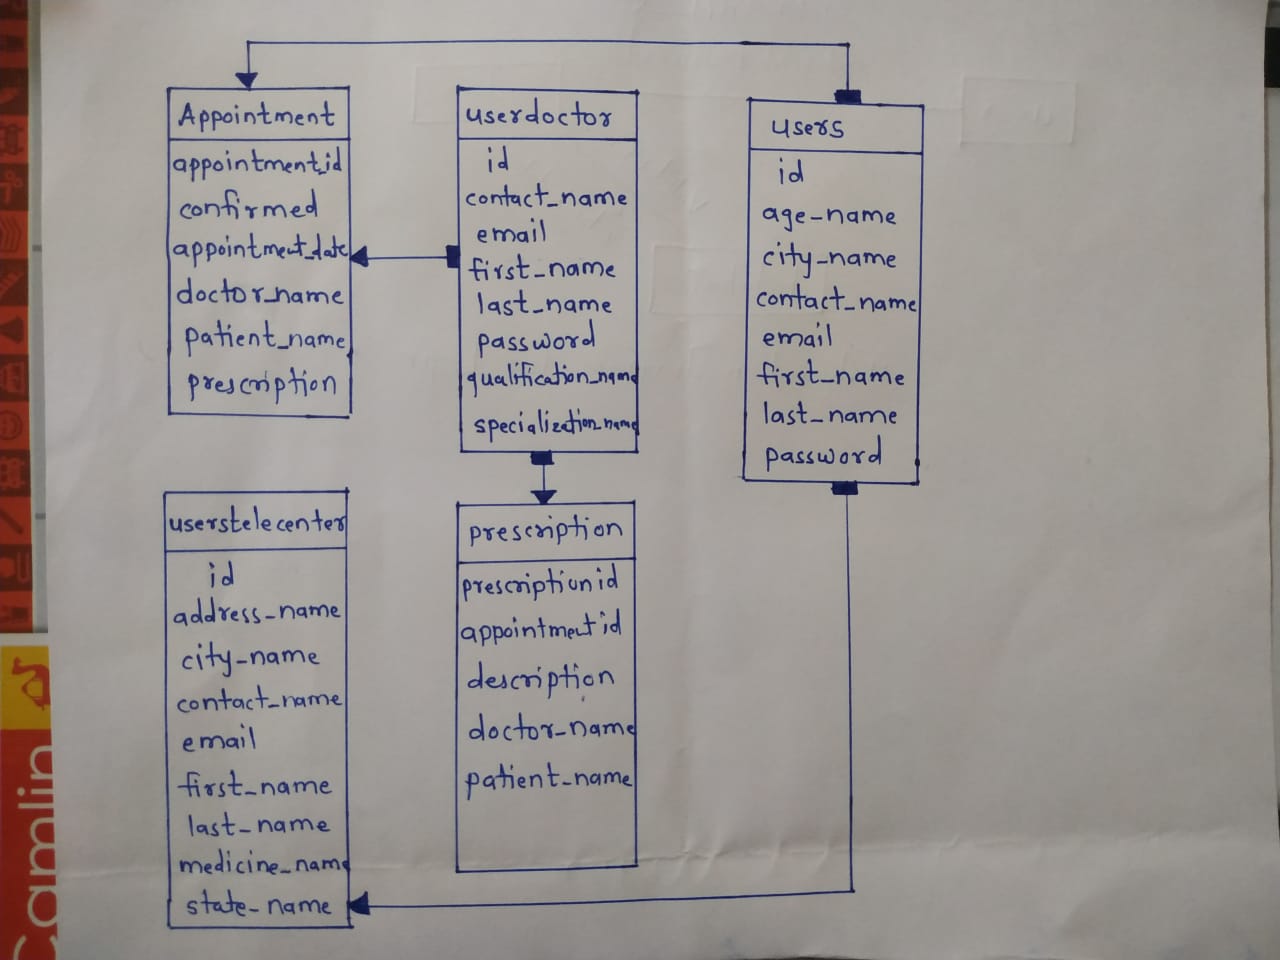 Appointment
appointment_id
confirmed
appointment_date
doctor_name
patient_name
prescription
userdoctor
id
contact_name
email
first_name
last_name
password
qualification_name
specialization_name
users
id
age_name
city_name
contact_name
email
first_name
last_name
password
userstelecenter
id
address_name
city_name
contact_name
email
first_name
last_name
medicine_name
state_name
prescription
prescriptionid
appointmentid
description
doctor_name
patient_name
Camlin